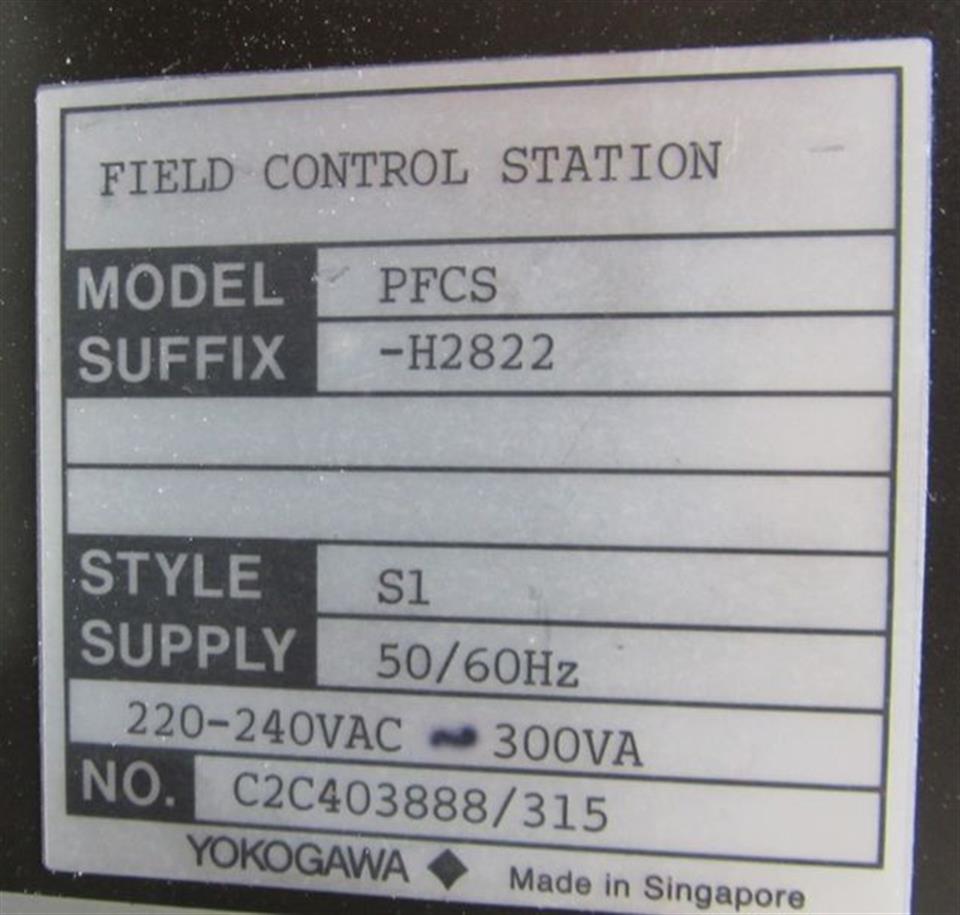 FIELD CONTROL STATION
MODEL PFCS
SUFFIX -H2822
STYLE S1
SUPPLY 50/60Hz
220-240VAC ~ 300VA
NO. C2C403888/315
YOKOGAWA ◆ Made in Singapore